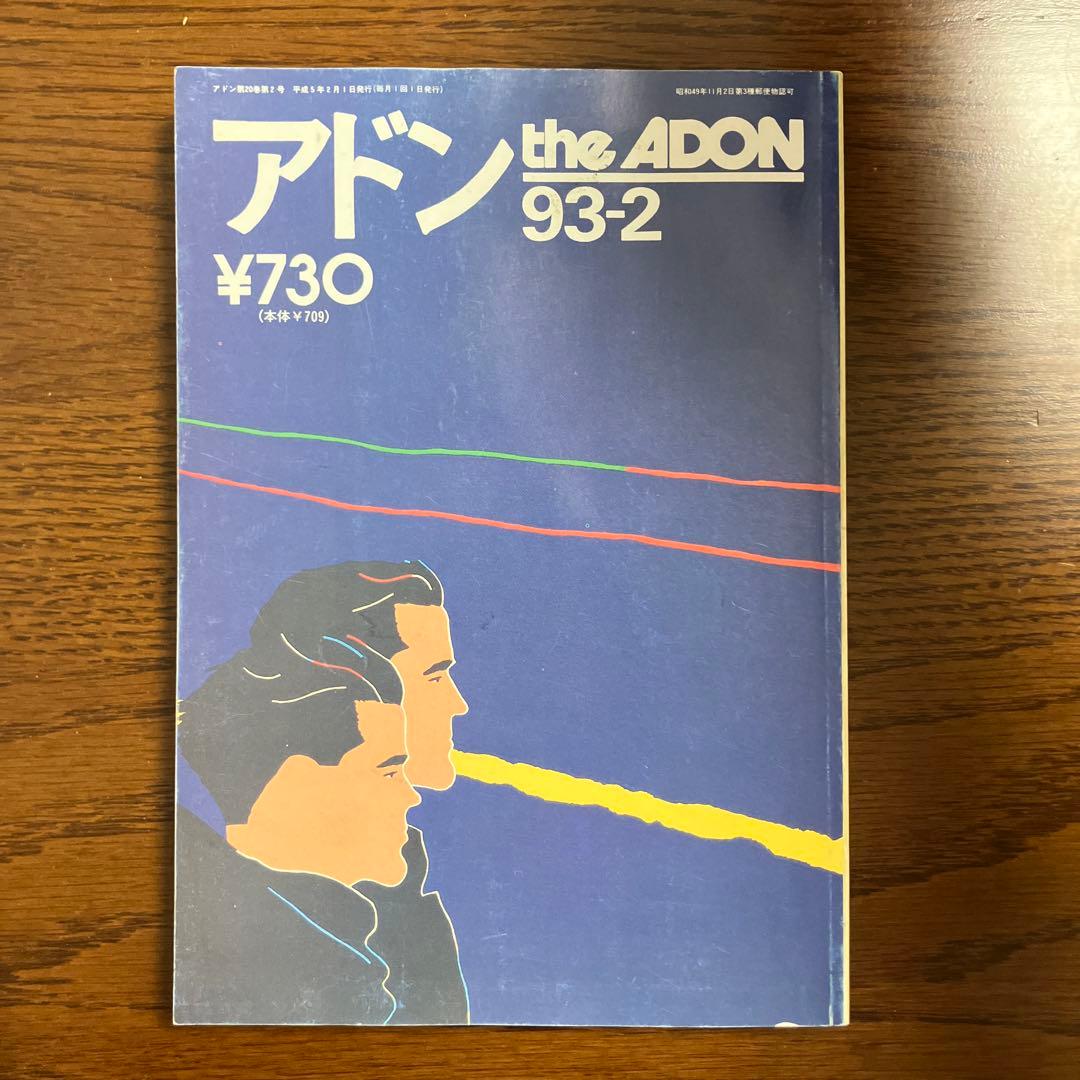 アドン第20巻第2号 平成5年2月1日発行(毎月1回1日発行)
昭和49年11月2日第3種郵便物認可
アドン
the ADON
93-2
¥730
(本体¥709)